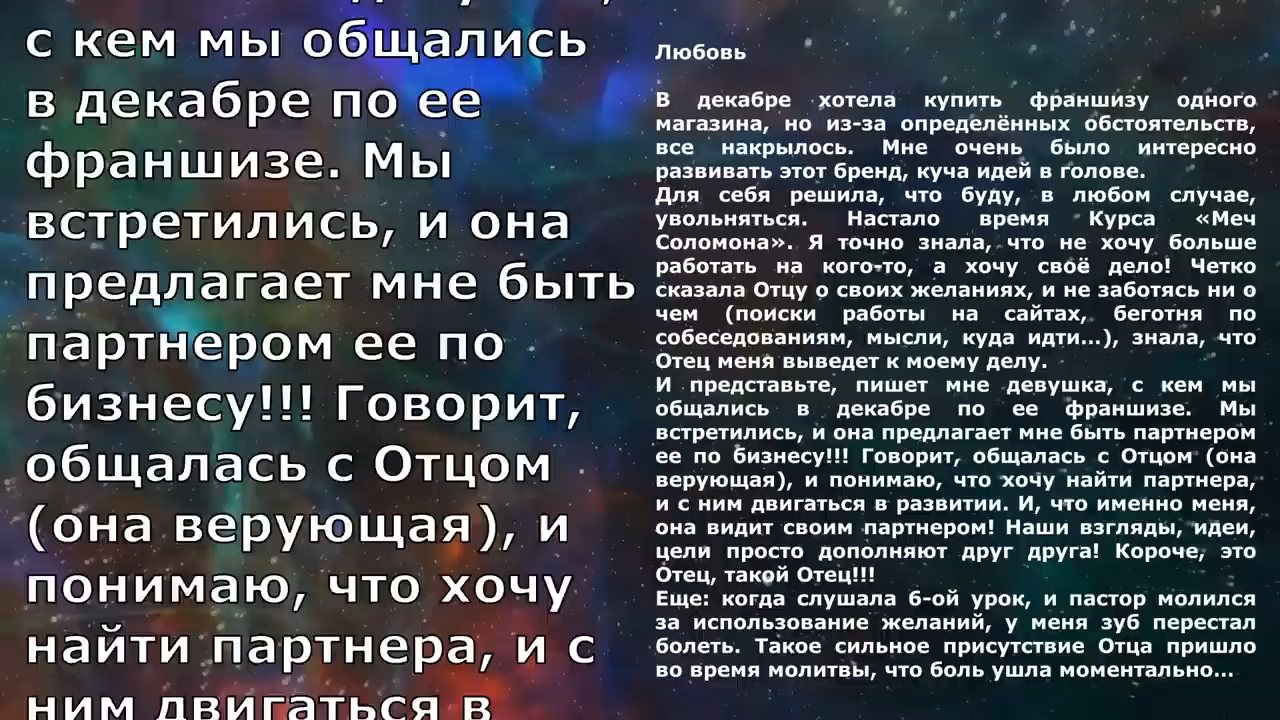 с кем мы общались
в декабре по ее
франшизе. Мы
встретились, и она
предлагает мне быть
партнером ее по
бизнесу!!! Говорит,
общалась с Отцом
(она верующая), и
понимаю, что хочу
найти партнера, и с
ним двигаться в
Любовь
В декабре хотела купить франшизу одного
магазина, но из-за определённых обстоятельств,
все накрылось. Мне очень было интересно
развивать этот бренд, куча идей в голове.
Для себя решила, что буду, в любом случае,
увольняться. Настало время Курса «Меч
Соломона». Я точно знала, что не хочу больше
работать на кого-то, а хочу своё дело! Четко
сказала Отцу о своих желаниях, и не заботясь ни о
чем (поиски работы на сайтах, беготня по
собеседованиям, мысли, куда идти...), знала, что
Отец меня выведет к моему делу.
И представьте, пишет мне девушка, с кем мы
общались в декабре по ее франшизе. Мы
встретились, и она предлагает мне быть партнером
ее по бизнесу!!! Говорит, общалась с Отцом (она
верующая), и понимаю, что хочу найти партнера,
и с ним двигаться в развитии. И, что именно меня,
она видит своим партнером! Наши взгляды, идеи,
цели просто дополняют друг друга! Короче, это
Отец, такой Отец!!!
Еще: когда слушала 6-ой урок, и пастор молился
за использование желаний, у меня зуб перестал
болеть. Такое сильное присутствие Отца пришло
во время молитвы, что боль ушла моментально...